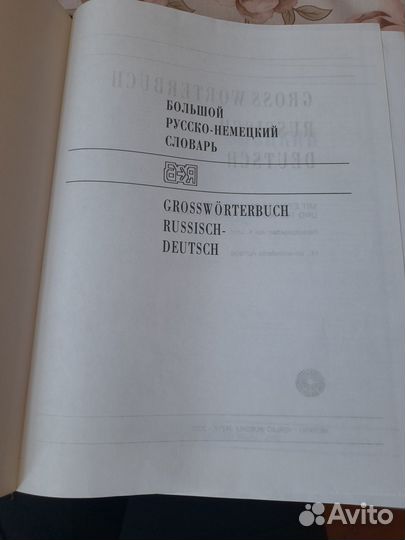 БОЛЬШОЙ
РУССКО-НЕМЕЦКИЙ
СЛОВАРЬ
GROSSWÖRTERBUCH
RUSSISCH-
DEUTSCH
Avito